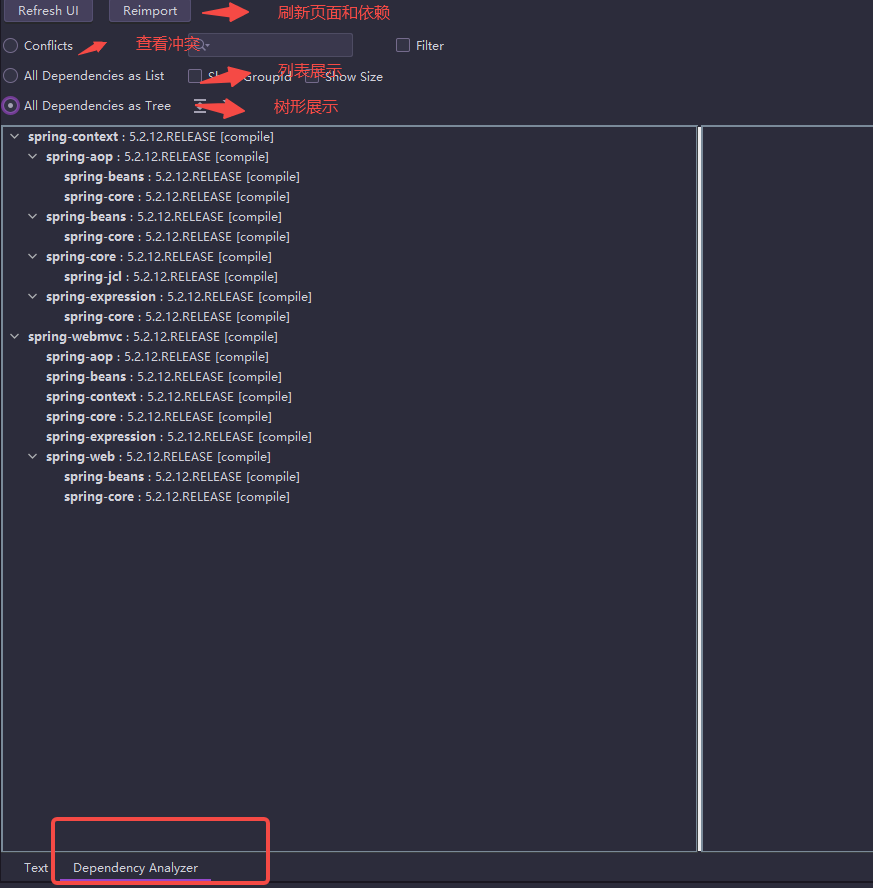 Refresh UI Reimport 刷新页面和依赖
Conflicts 查看冲突 Filter
All Dependencies as List Show GroupId 列表展示 Show Size
All Dependencies as Tree 树形展示
spring-context : 5.2.12.RELEASE [compile]
spring-aop : 5.2.12.RELEASE [compile]
spring-beans : 5.2.12.RELEASE [compile]
spring-core : 5.2.12.RELEASE [compile]
spring-beans : 5.2.12.RELEASE [compile]
spring-core : 5.2.12.RELEASE [compile]
spring-core : 5.2.12.RELEASE [compile]
spring-jcl : 5.2.12.RELEASE [compile]
spring-expression : 5.2.12.RELEASE [compile]
spring-core : 5.2.12.RELEASE [compile]
spring-webmvc : 5.2.12.RELEASE [compile]
spring-aop : 5.2.12.RELEASE [compile]
spring-beans : 5.2.12.RELEASE [compile]
spring-context : 5.2.12.RELEASE [compile]
spring-core : 5.2.12.RELEASE [compile]
spring-expression : 5.2.12.RELEASE [compile]
spring-web : 5.2.12.RELEASE [compile]
spring-beans : 5.2.12.RELEASE [compile]
spring-core : 5.2.12.RELEASE [compile]
Text Dependency Analyzer